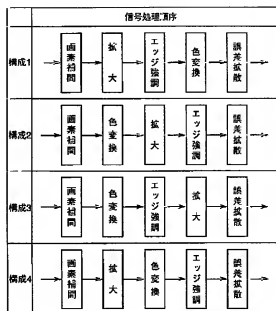 信号処理順序
構成1 画素補間 拡大 エッジ強調 色変換 誤差拡散
構成2 画素補間 色変換 拡大 エッジ強調 誤差拡散
構成3 画素補間 色変換 エッジ強調 拡大 誤差拡散
構成4 画素補間 拡大 色変換 エッジ強調 誤差拡散